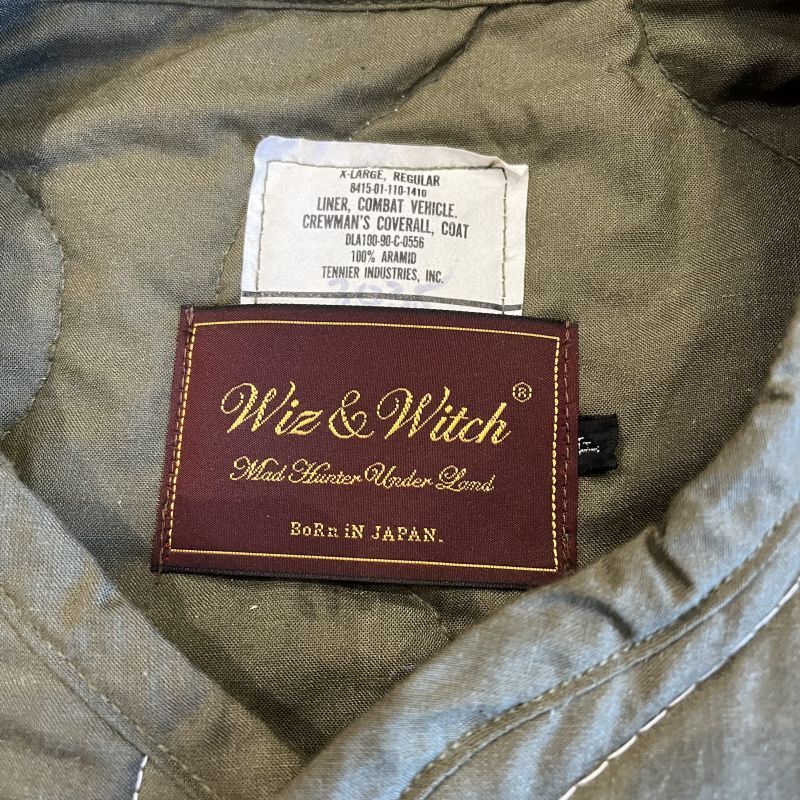 X-LARGE, REGULAR
8415-01-110-1416
LINER, COMBAT VEHICLE.
CREWMAN'S COVERALL, COAT
DLA100-90-C-0556
100% ARAMID
TENNIER INDUSTRIES, INC.
Wiz & Witch ®
Mad Hunter Under Land
BoRn iN JAPAN.